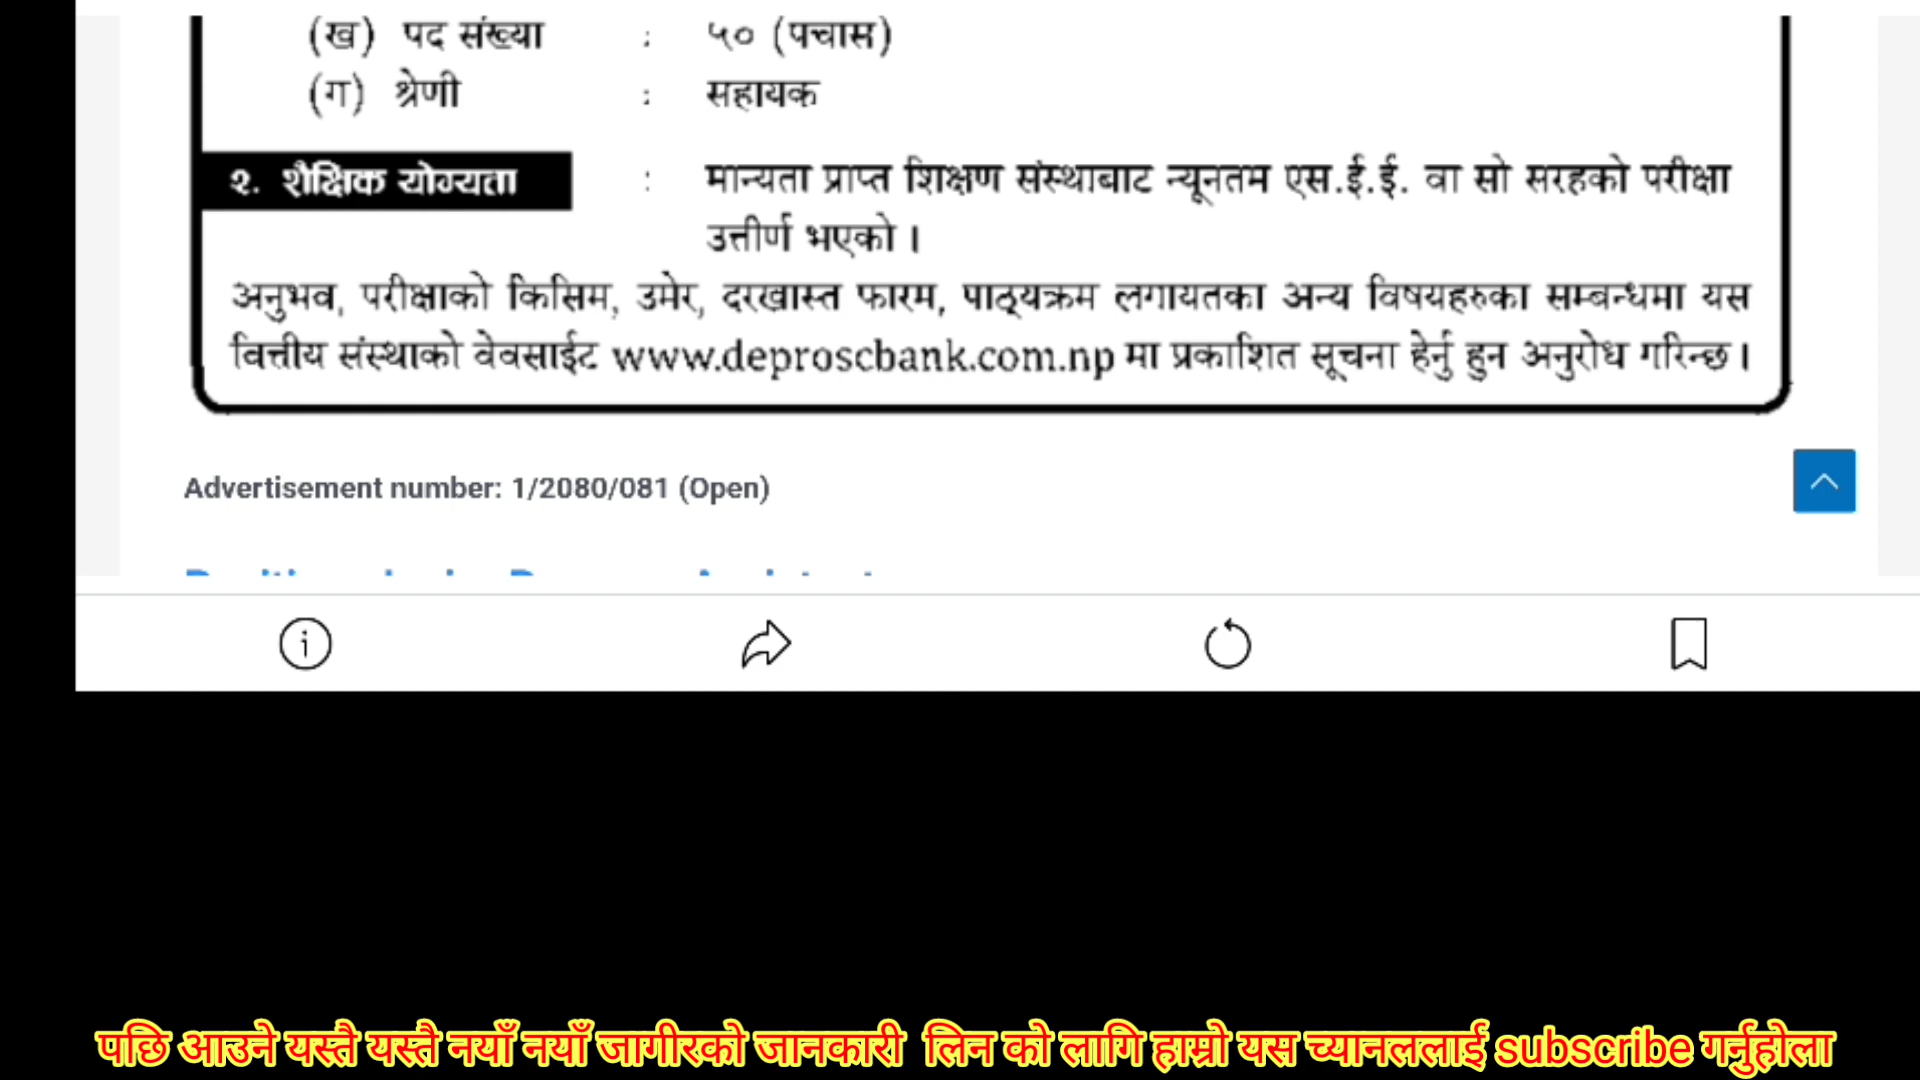 (ख) पद संख्या : ५० (पचास)
(ग) श्रेणी : सहायक
२. शैक्षिक योग्यता : मान्यता प्राप्त शिक्षण संस्थाबाट न्यूनतम एस.ई.ई. वा सो सरहको परीक्षा
उत्तीर्ण भएको ।
अनुभव, परीक्षाको किसिम, उमेर, दरखास्त फारम, पाठ्यक्रम लगायतका अन्य विषयहरुका सम्बन्धमा यस
वित्तीय संस्थाको वेवसाईट www.deproscbank.com.np मा प्रकाशित सूचना हेर्नु हुन अनुरोध गरिन्छ ।
Advertisement number: 1/2080/081 (Open)
पछि आउने यस्तै यस्तै नयाँ नयाँ जागीरको जानकारी लिन को लागि हाम्रो यस च्यानललाई subscribe गर्नुहोला